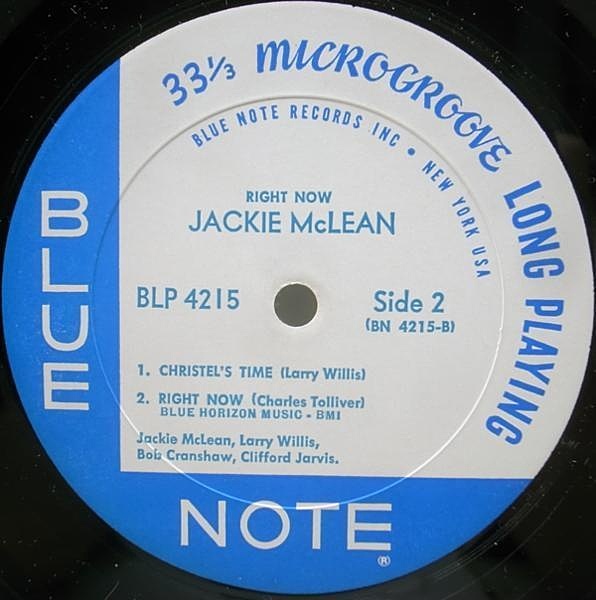 33⅓ MICROGROOVE LONG PLAYING
BLUE NOTE RECORDS INC • NEW YORK USA
RIGHT NOW
JACKIE McLEAN
BLP 4215
Side 2
(BN 4215-B)
1. CHRISTEL'S TIME (Larry Willis)
2. RIGHT NOW (Charles Tolliver)
BLUE HORIZON MUSIC - BMI
Jackie McLean, Larry Willis,
Bob Cranshaw, Clifford Jarvis.
BLUE
NOTE
®